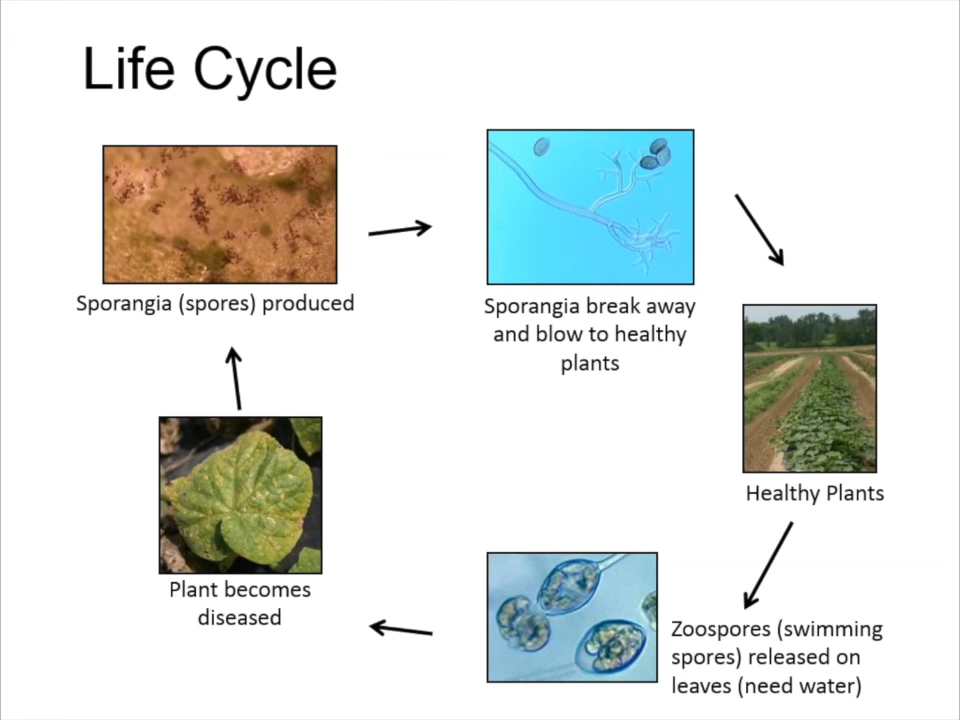 Life Cycle
Sporangia (spores) produced
Sporangia break away
and blow to healthy
plants
Healthy Plants
Zoospores (swimming
spores) released on
leaves (need water)
Plant becomes
diseased